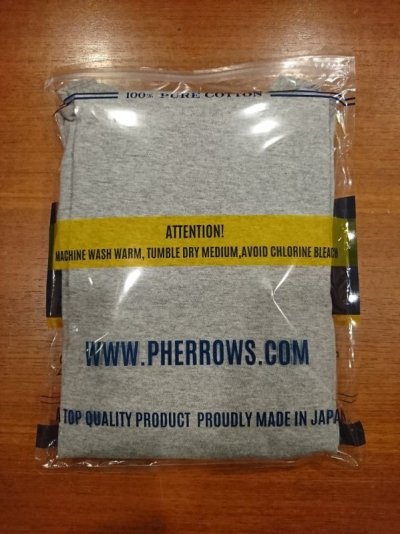 100% PURE COTTON
ATTENTION!
MACHINE WASH WARM, TUMBLE DRY MEDIUM,AVOID CHLORINE BLEACH
WWW.PHERROWS.COM
A TOP QUALITY PRODUCT PROUDLY MADE IN JAPAN